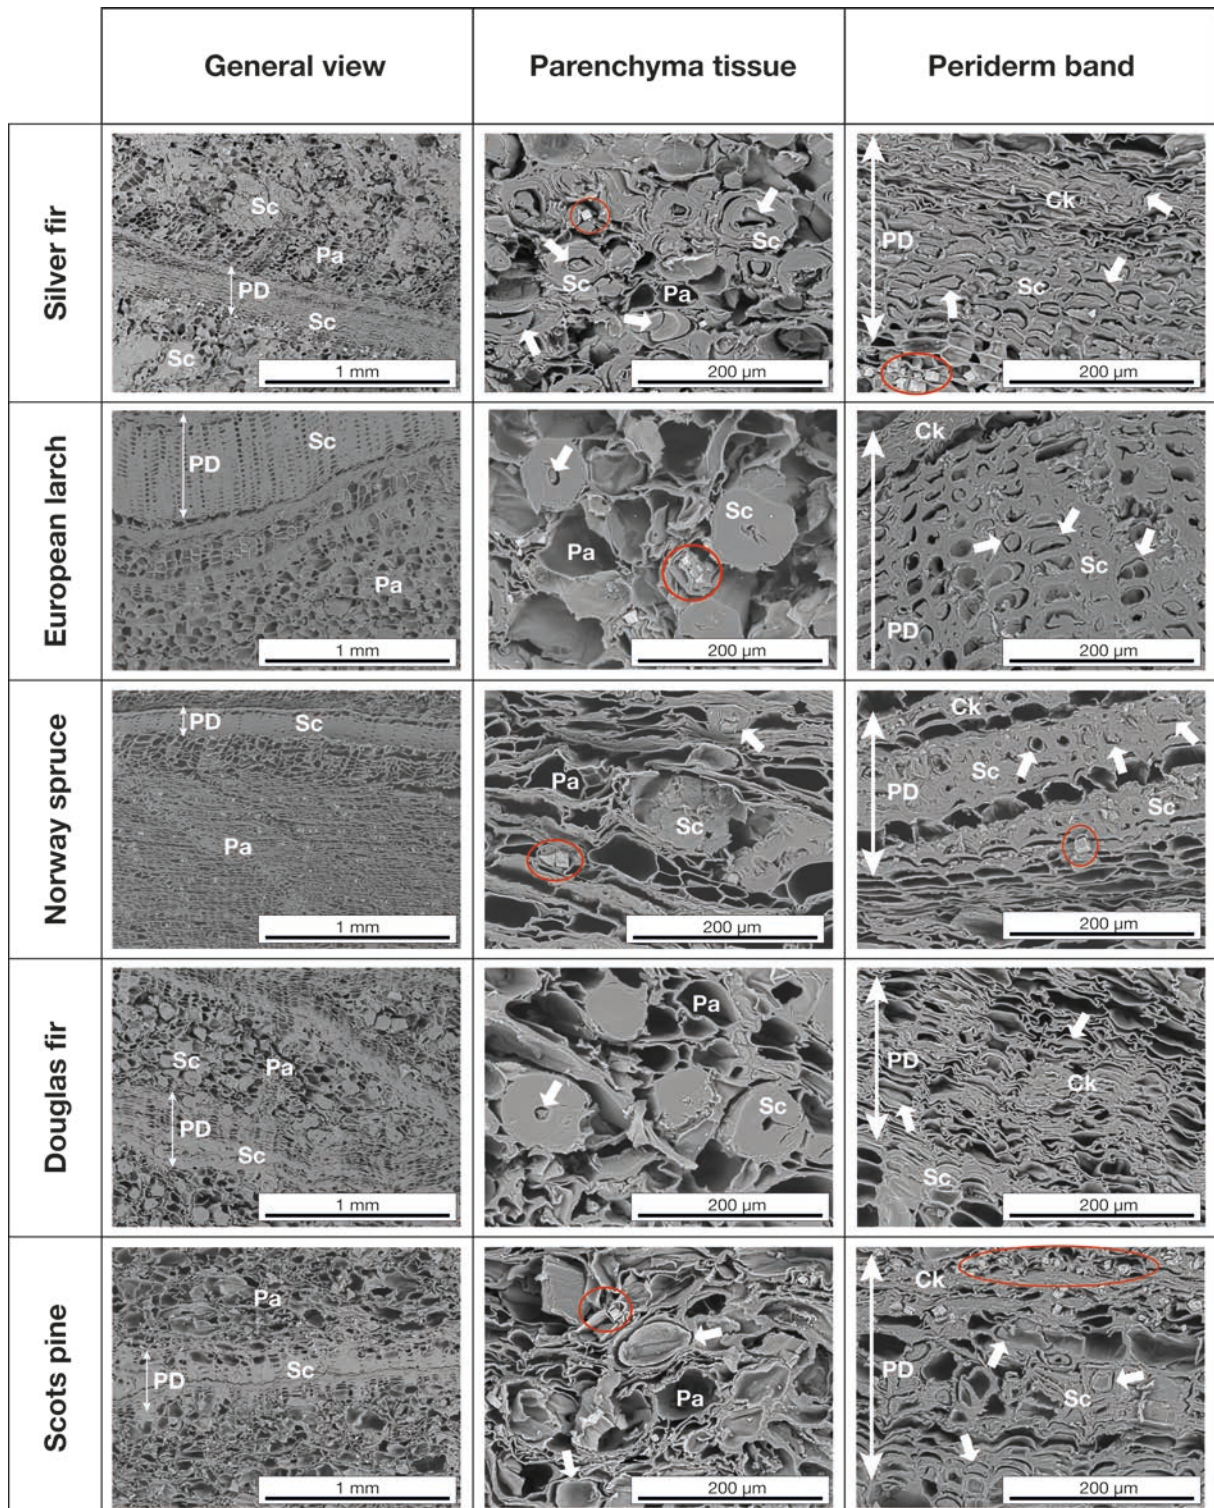 General view
Parenchyma tissue
Periderm band
Silver fir
Sc
Pa
PD
Sc
Sc
1 mm
Sc
Sc
Pa
200 µm
Ck
PD
Sc
200 µm
European larch
PD
Sc
Pa
1 mm
Sc
Pa
200 µm
Ck
Sc
PD
200 µm
Norway spruce
PD
Sc
Pa
1 mm
Pa
Sc
200 µm
Ck
Sc
PD
Sc
200 µm
Douglas fir
Sc
Pa
PD
Sc
1 mm
Pa
Sc
200 µm
PD
Ck
Sc
200 µm
Scots pine
Pa
Sc
PD
1 mm
Pa
200 µm
Ck
PD
Sc
200 µm